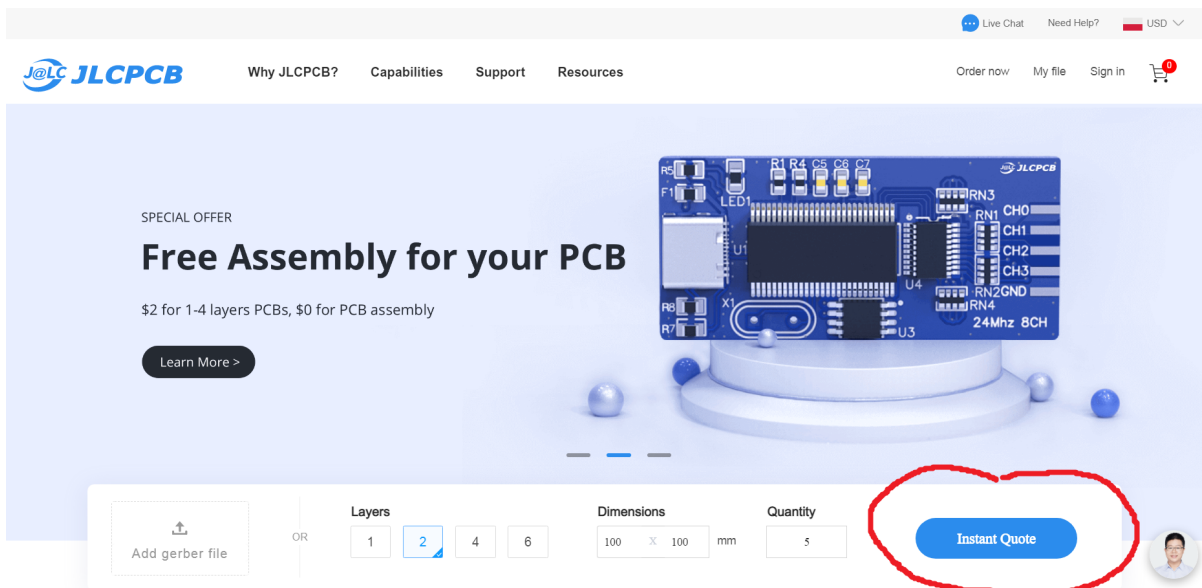 Live Chat Need Help? USD
J@LC JLCPCB Why JLCPCB? Capabilities Support Resources Order now My file Sign in 0
SPECIAL OFFER
Free Assembly for your PCB
$2 for 1-4 layers PCBs, $0 for PCB assembly
Learn More >
R5 R1 R4 C5 C6 C7 J@LC JLCPCB
F1 LED1 RN3
RN1 CH0
CH1
U1 CH2
CH3
U4 RN2 GND
R8 X1 RN4
R7 U3 24Mhz 8CH
Layers Dimensions Quantity
Add gerber file OR 1 2 4 6 100 X 100 mm 5 Instant Quote